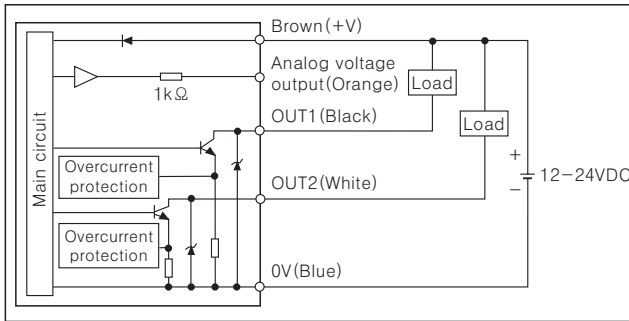 Brown(+V)
Analog voltage
output(Orange)
Load
1kΩ
OUT1(Black)
Load
Main circuit
Overcurrent
protection
+
12−24VDC
−
OUT2(White)
Overcurrent
protection
0V(Blue)